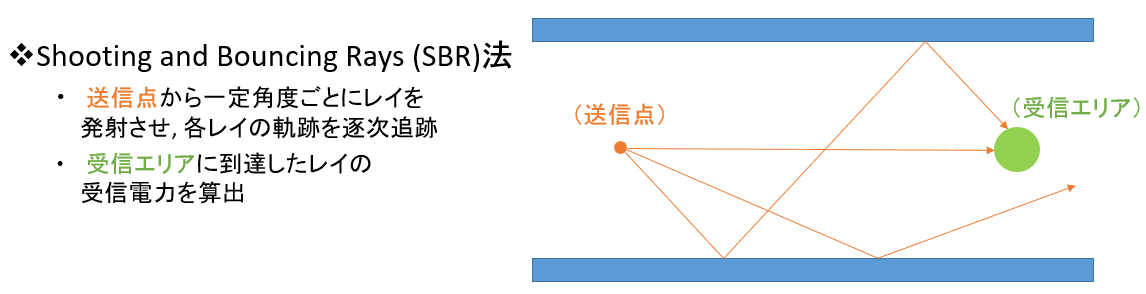 ❖Shooting and Bouncing Rays (SBR)法
・ 送信点から一定角度ごとにレイを
発射させ, 各レイの軌跡を逐次追跡
・ 受信エリアに到達したレイの
受信電力を算出
（送信点）
（受信エリア）